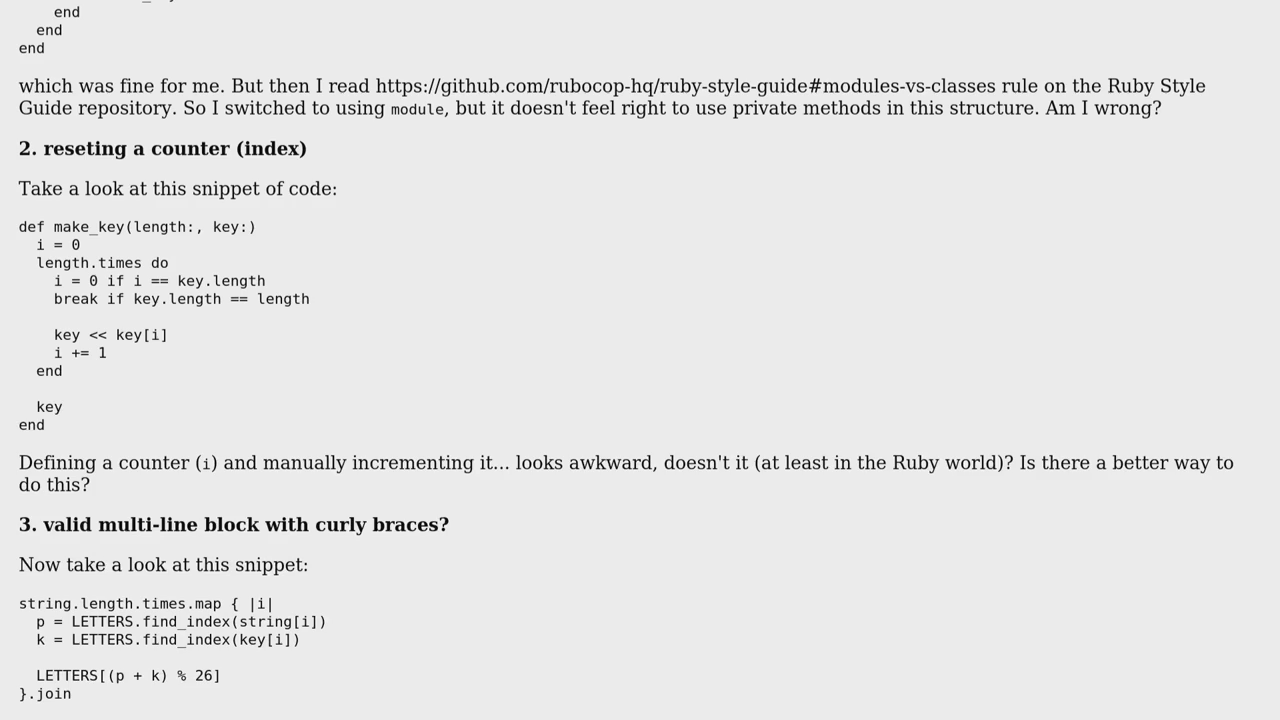 end
  end
end
which was fine for me. But then I read https://github.com/rubocop-hq/ruby-style-guide#modules-vs-classes rule on the Ruby Style
Guide repository. So I switched to using module, but it doesn't feel right to use private methods in this structure. Am I wrong?
2. reseting a counter (index)
Take a look at this snippet of code:
def make_key(length:, key:)
  i = 0
  length.times do
    i = 0 if i == key.length
    break if key.length == length
    key << key[i]
    i += 1
  end
  key
end
Defining a counter (i) and manually incrementing it... looks awkward, doesn't it (at least in the Ruby world)? Is there a better way to
do this?
3. valid multi-line block with curly braces?
Now take a look at this snippet:
string.length.times.map { |i|
  p = LETTERS.find_index(string[i])
  k = LETTERS.find_index(key[i])
  LETTERS[(p + k) % 26]
}.join